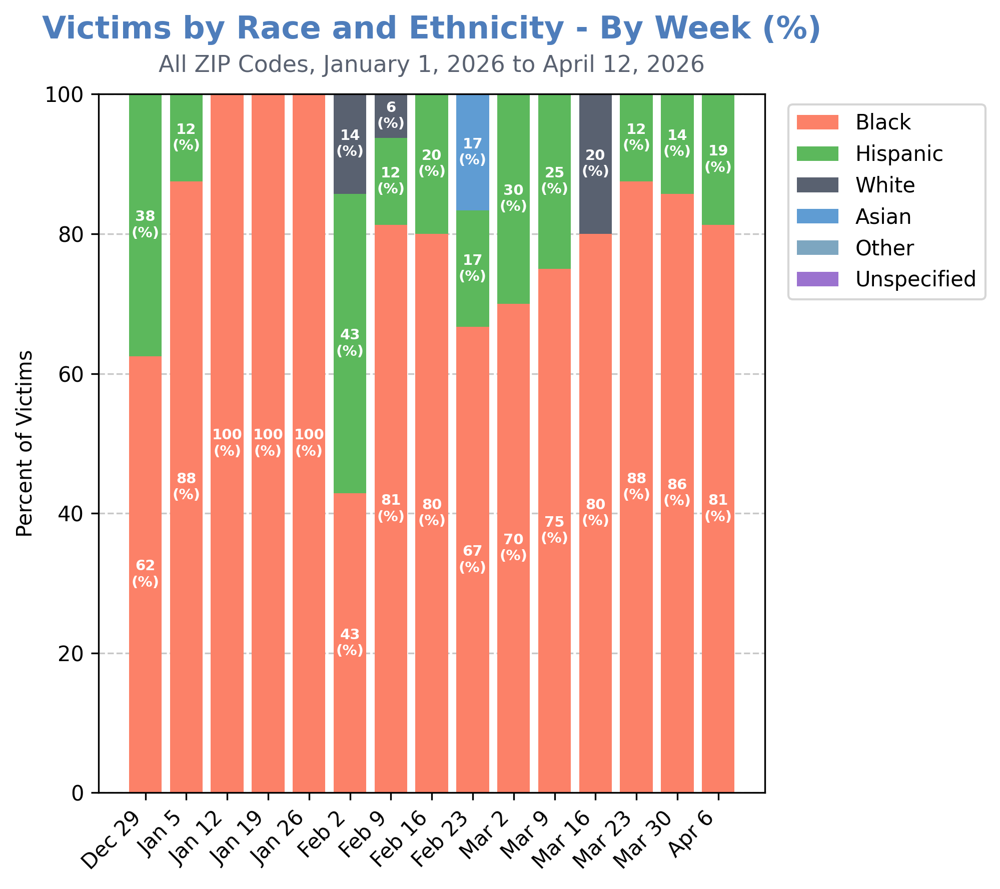 Victims by Race and Ethnicity - By Week (%)
All ZIP Codes, January 1, 2026 to April 12, 2026
Percent of Victims
100
80
60
40
20
0
38
(%)
62
(%)
12
(%)
88
(%)
100
(%)
100
(%)
100
(%)
14
(%)
43
(%)
43
(%)
6
(%)
12
(%)
81
(%)
20
(%)
80
(%)
17
(%)
17
(%)
67
(%)
30
(%)
70
(%)
25
(%)
75
(%)
20
(%)
80
(%)
12
(%)
88
(%)
14
(%)
86
(%)
19
(%)
81
(%)
Dec 29
Jan 5
Jan 12
Jan 19
Jan 26
Feb 2
Feb 9
Feb 16
Feb 23
Mar 2
Mar 9
Mar 16
Mar 23
Mar 30
Apr 6
Black
Hispanic
White
Asian
Other
Unspecified